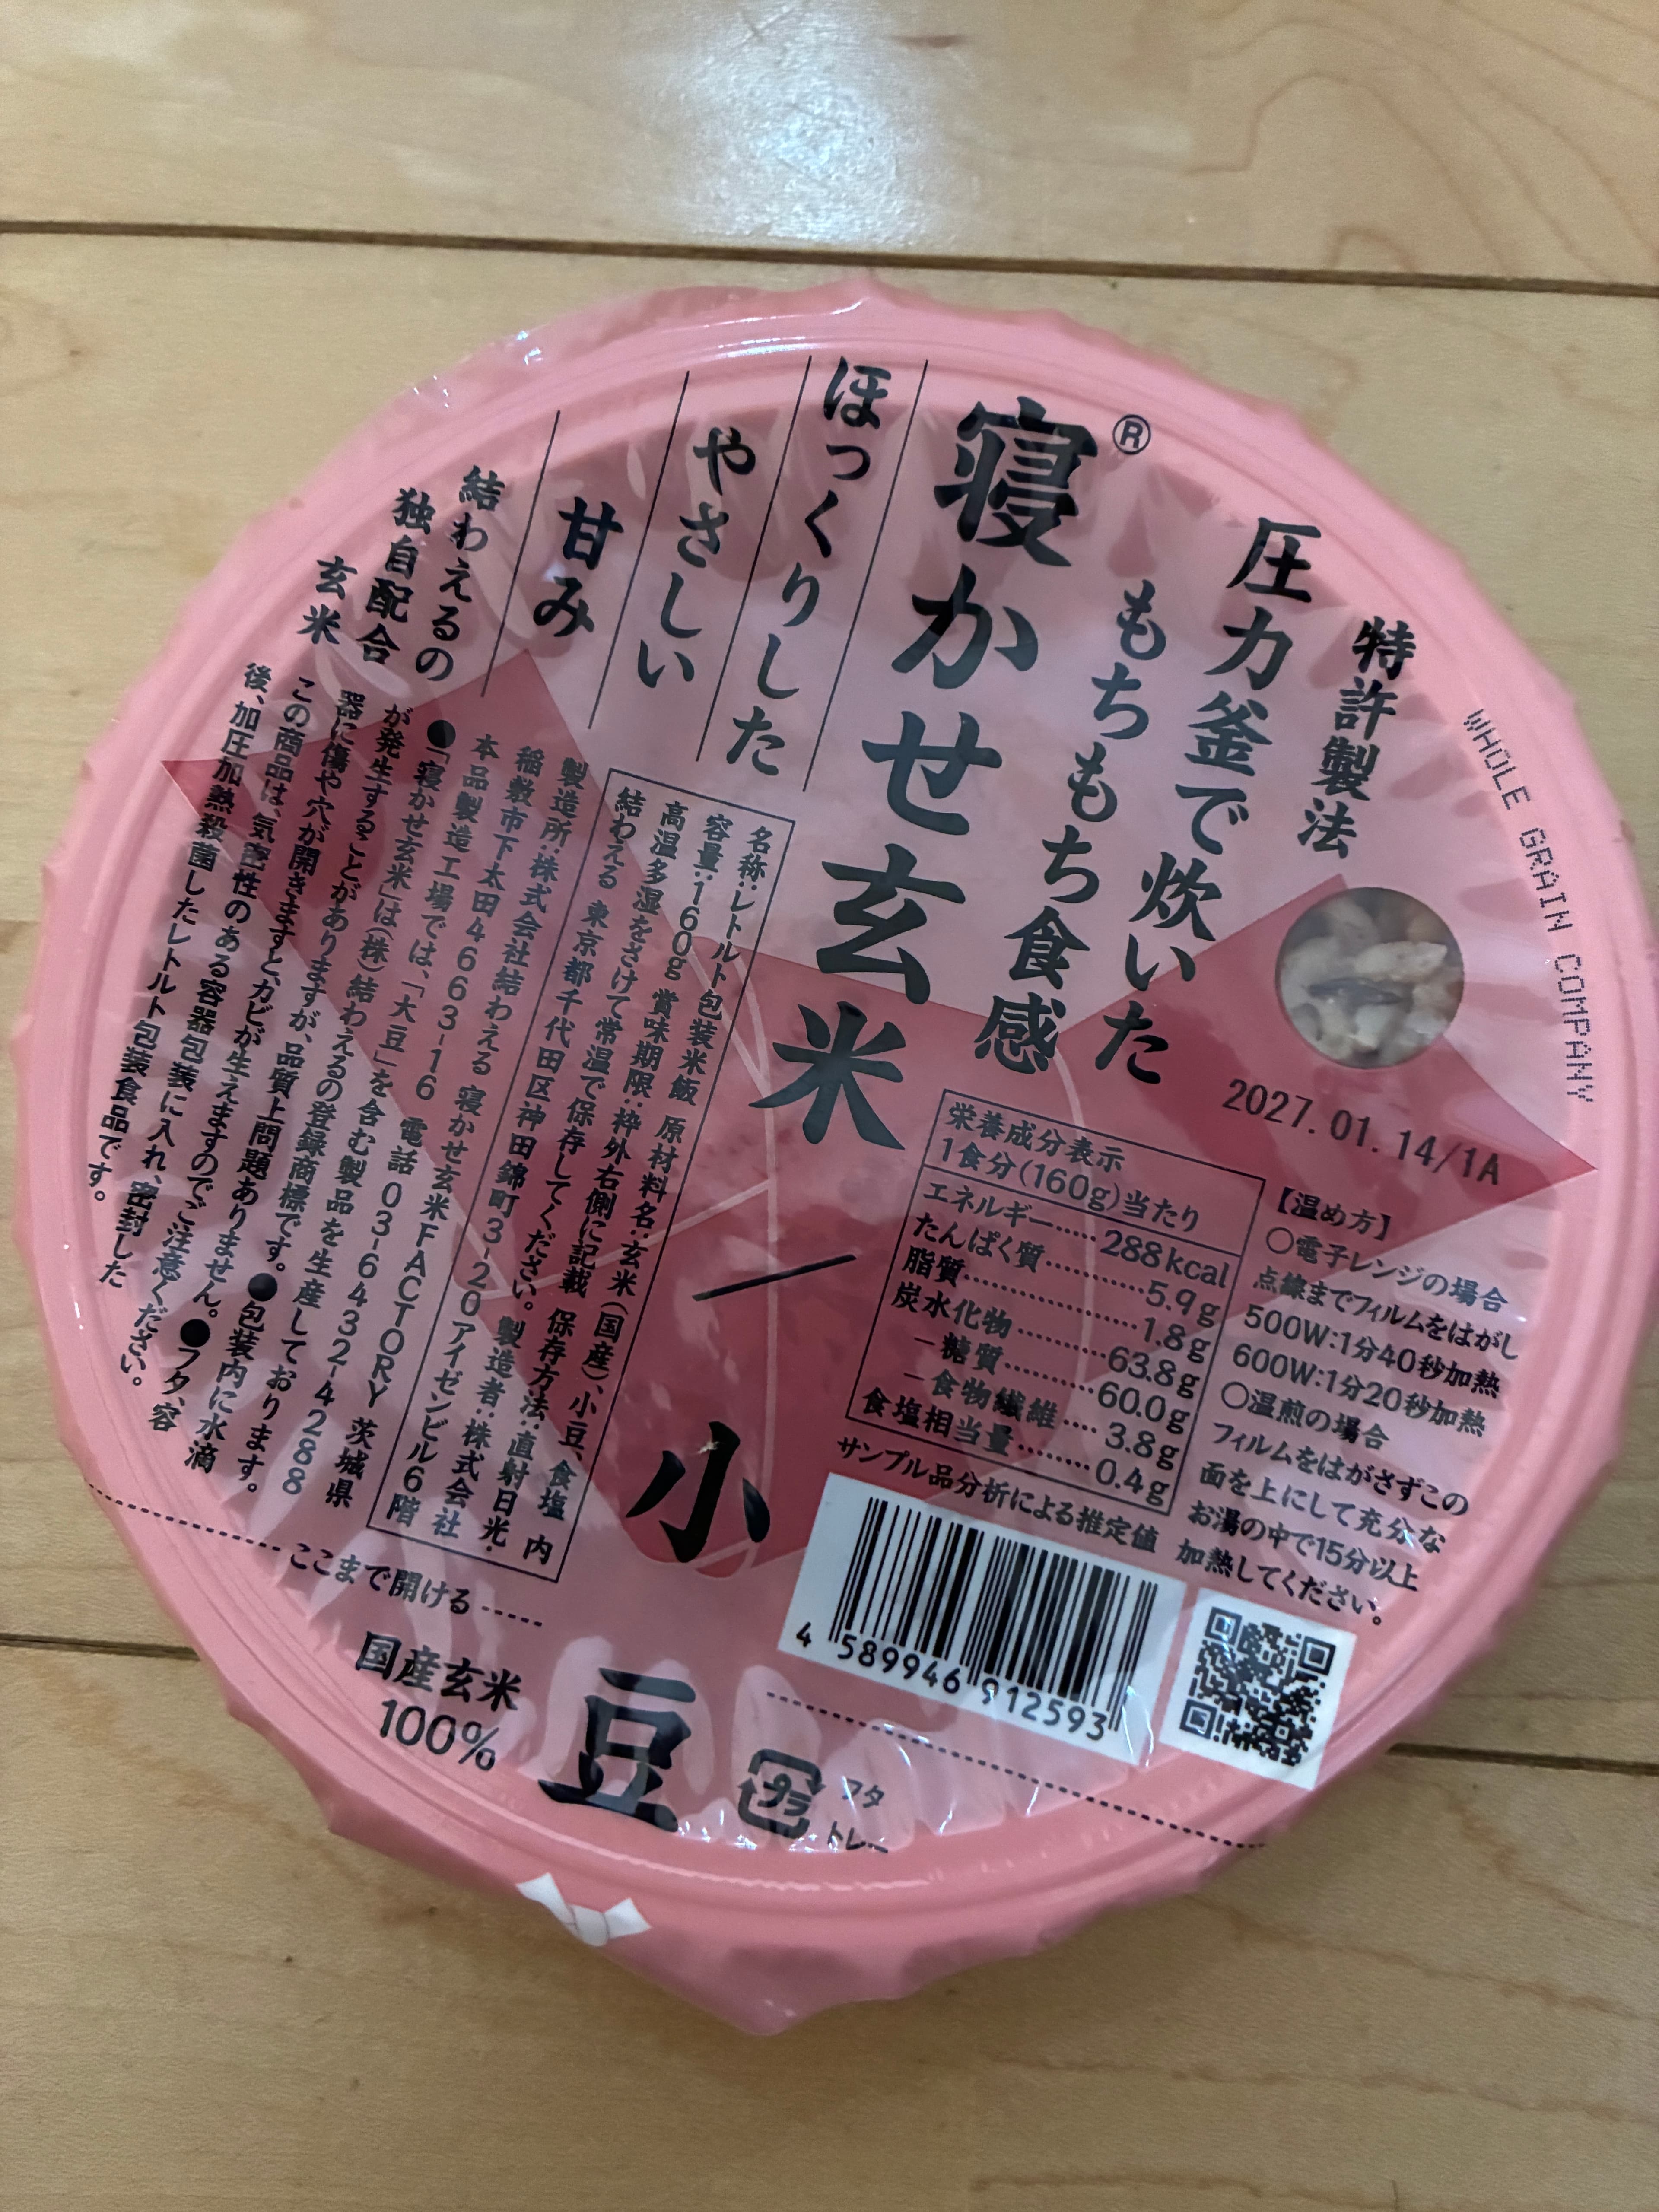 特許製法
圧力釜で炊いた
もちもち食感
寝かせ玄米®
小豆
ほっくりした
やさしい
甘み
結わえるの
独自配合
玄米
WHOLE GRAIN COMPANY
2027.01.14/1A
【温め方】
○電子レンジの場合
点線までフィルムをはがし
500W:1分40秒加熱
600W:1分20秒加熱
○湯煎の場合
フィルムをはがさずこの
面を上にして充分な
お湯の中で15分以上
加熱してください。
栄養成分表示
1食分(160g)当たり
エネルギー……288kcal
たんぱく質…………5.9g
脂質…………………1.8g
炭水化物…………63.8g
－糖質…………60.0g
－食物繊維……3.8g
食塩相当量…………0.4g
サンプル品分析による推定値
4 589946 912593
名称:レトルト包装米飯 原材料名:玄米(国産)、小豆、食塩 内
容量:160g 賞味期限:枠外右側に記載 保存方法:直射日光・
高温多湿をさけて常温で保存してください。製造者:株式会社
結わえる 東京都千代田区神田錦町3-20アイゼンビル6階
製造所:株式会社結わえる 寝かせ玄米FACTORY 茨城県
稲敷市下太田4663-16 電話03-6432-4288
本品製造工場では、「大豆」を含む製品を生産しております。
●「寝かせ玄米」は(株)結わえるの登録商標です。●包装内に水滴
が発生することがありますが、品質上問題ありません。●フタ、容
器に傷や穴が開きますと、カビが生えますのでご注意ください。
この商品は、気密性のある容器包装に入れ、密封した
後、加圧加熱殺菌したレトルト包装食品です。
ここまで開ける
国産玄米
100%
プラ
フタ
トレー